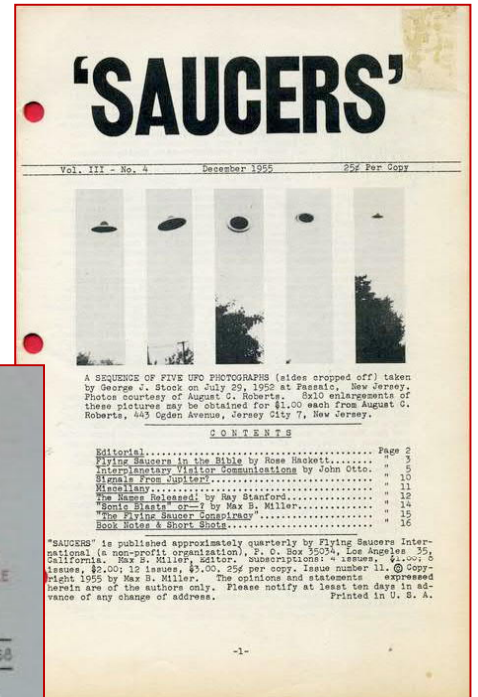 'SAUCERS'
Vol. III - No. 4 December 1955 25¢ Per Copy
A SEQUENCE OF FIVE UFO PHOTOGRAPHS (sides cropped off) taken
by George J. Stock on July 29, 1952 at Passaic, New Jersey.
Photos courtesy of August C. Roberts. 8x10 enlargements of
these pictures may be obtained for $1.00 each from August C.
Roberts, 443 Ogden Avenue, Jersey City 7, New Jersey.
C O N T E N T S
Editorial........................................ Page 2
Flying Saucers in the Bible by Rose Hackett........ " 3
Interplanetary Visitor Communications by John Otto. " 5
Signals From Jupiter?.............................. " 10
Miscellany......................................... " 11
The Names Released! by Ray Stanford................ " 12
"Sonic Blasts" or—? by Max B. Miller............... " 14
"The Flying Saucer Conspiracy"..................... " 15
Book Notes & Short Shots........................... " 16
"SAUCERS" is published approximately quarterly by Flying Saucers Inter-
national (a non-profit organization), P. O. Box 35034, Los Angeles 35,
California. Max B. Miller, Editor. Subscriptions: 4 issues, $1.00; 8
issues, $2.00; 12 issues, $3.00. 25¢ per copy. Issue number 11. © Copy-
right 1955 by Max B. Miller. The opinions and statements expressed
herein are of the authors only. Please notify at least ten days in ad-
vance of any change of address. Printed in U. S. A.
-1-